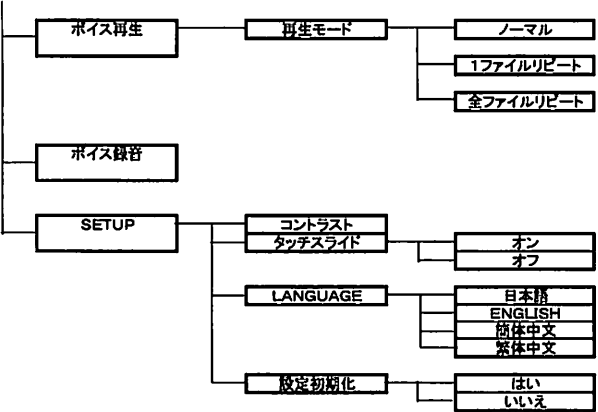 ボイス再生
再生モード
ノーマル
1ファイルリピート
全ファイルリピート
ボイス録音
SETUP
コントラスト
タッチスライド
オン
オフ
LANGUAGE
日本語
ENGLISH
簡体中文
繁体中文
設定初期化
はい
いいえ